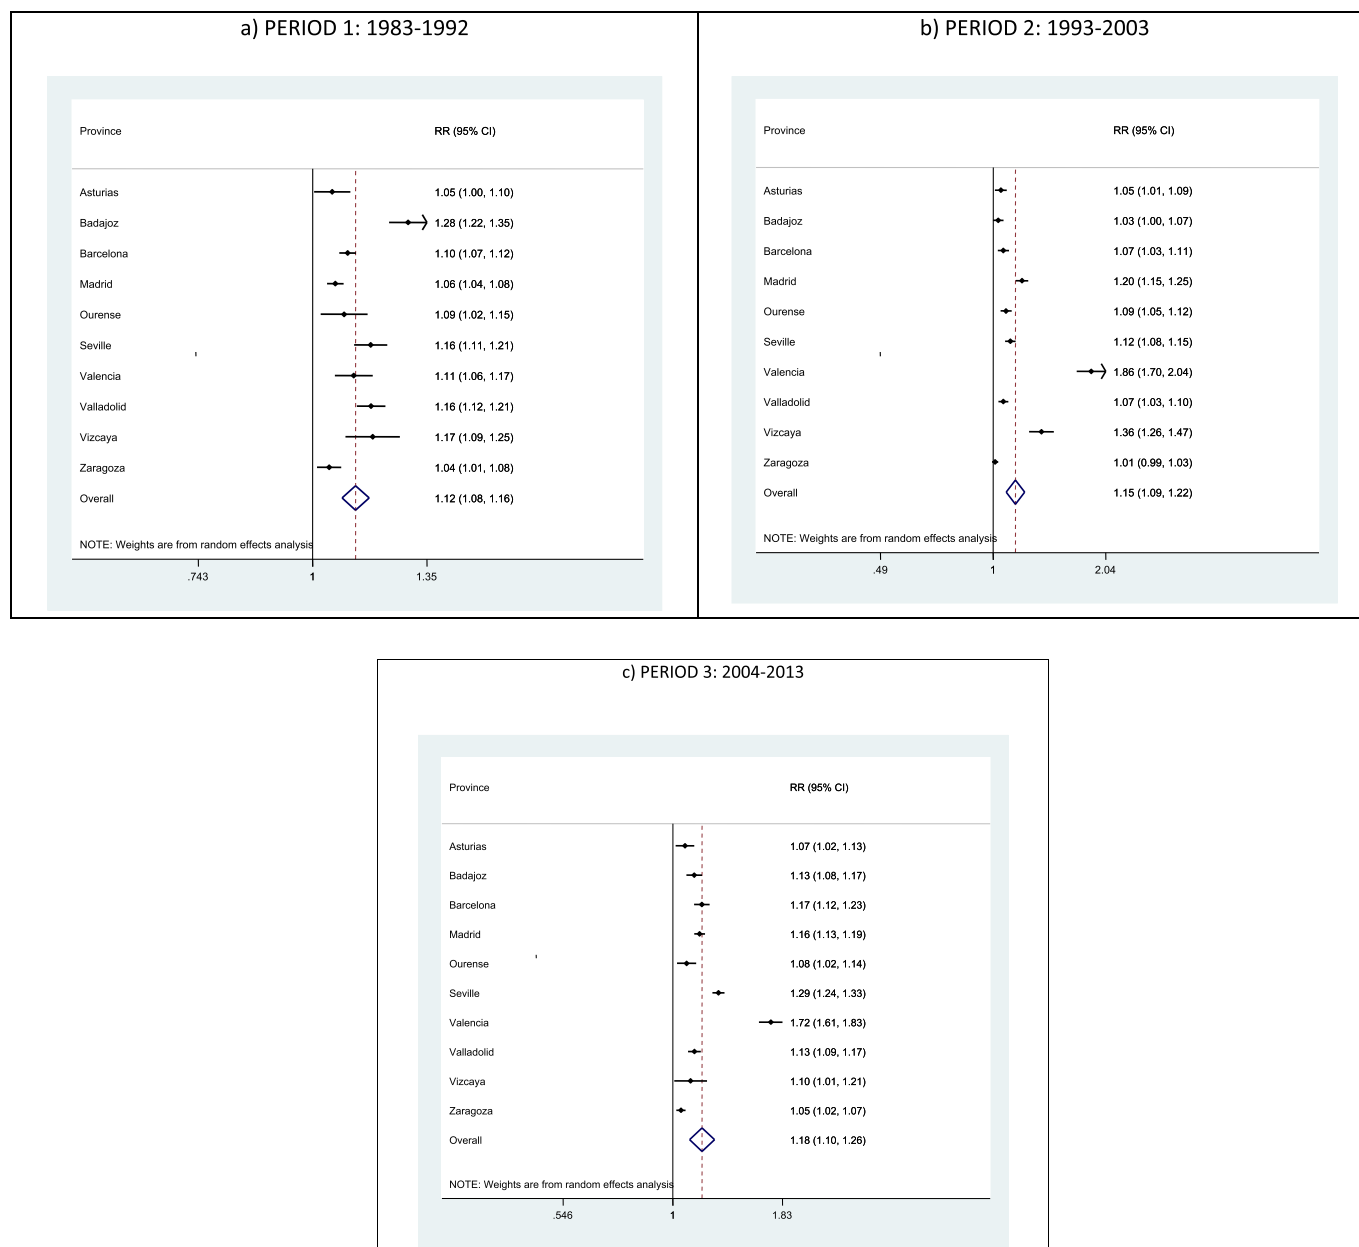 a) PERIOD 1: 1983-1992
Province RR (95% CI)
Asturias 1.05 (1.00, 1.10)
Badajoz 1.28 (1.22, 1.35)
Barcelona 1.10 (1.07, 1.12)
Madrid 1.06 (1.04, 1.08)
Ourense 1.09 (1.02, 1.15)
Seville 1.16 (1.11, 1.21)
Valencia 1.11 (1.06, 1.17)
Valladolid 1.16 (1.12, 1.21)
Vizcaya 1.17 (1.09, 1.25)
Zaragoza 1.04 (1.01, 1.08)
Overall 1.12 (1.08, 1.16)
NOTE: Weights are from random effects analysis
.743 1 1.35
b) PERIOD 2: 1993-2003
Province RR (95% CI)
Asturias 1.05 (1.01, 1.09)
Badajoz 1.03 (1.00, 1.07)
Barcelona 1.07 (1.03, 1.11)
Madrid 1.20 (1.15, 1.25)
Ourense 1.09 (1.05, 1.12)
Seville 1.12 (1.08, 1.15)
Valencia 1.86 (1.70, 2.04)
Valladolid 1.07 (1.03, 1.10)
Vizcaya 1.36 (1.26, 1.47)
Zaragoza 1.01 (0.99, 1.03)
Overall 1.15 (1.09, 1.22)
NOTE: Weights are from random effects analysis
.49 1 2.04
c) PERIOD 3: 2004-2013
Province RR (95% CI)
Asturias 1.07 (1.02, 1.13)
Badajoz 1.13 (1.08, 1.17)
Barcelona 1.17 (1.12, 1.23)
Madrid 1.16 (1.13, 1.19)
Ourense 1.08 (1.02, 1.14)
Seville 1.29 (1.24, 1.33)
Valencia 1.72 (1.61, 1.83)
Valladolid 1.13 (1.09, 1.17)
Vizcaya 1.10 (1.01, 1.21)
Zaragoza 1.05 (1.02, 1.07)
Overall 1.18 (1.10, 1.26)
NOTE: Weights are from random effects analysis
.546 1 1.83